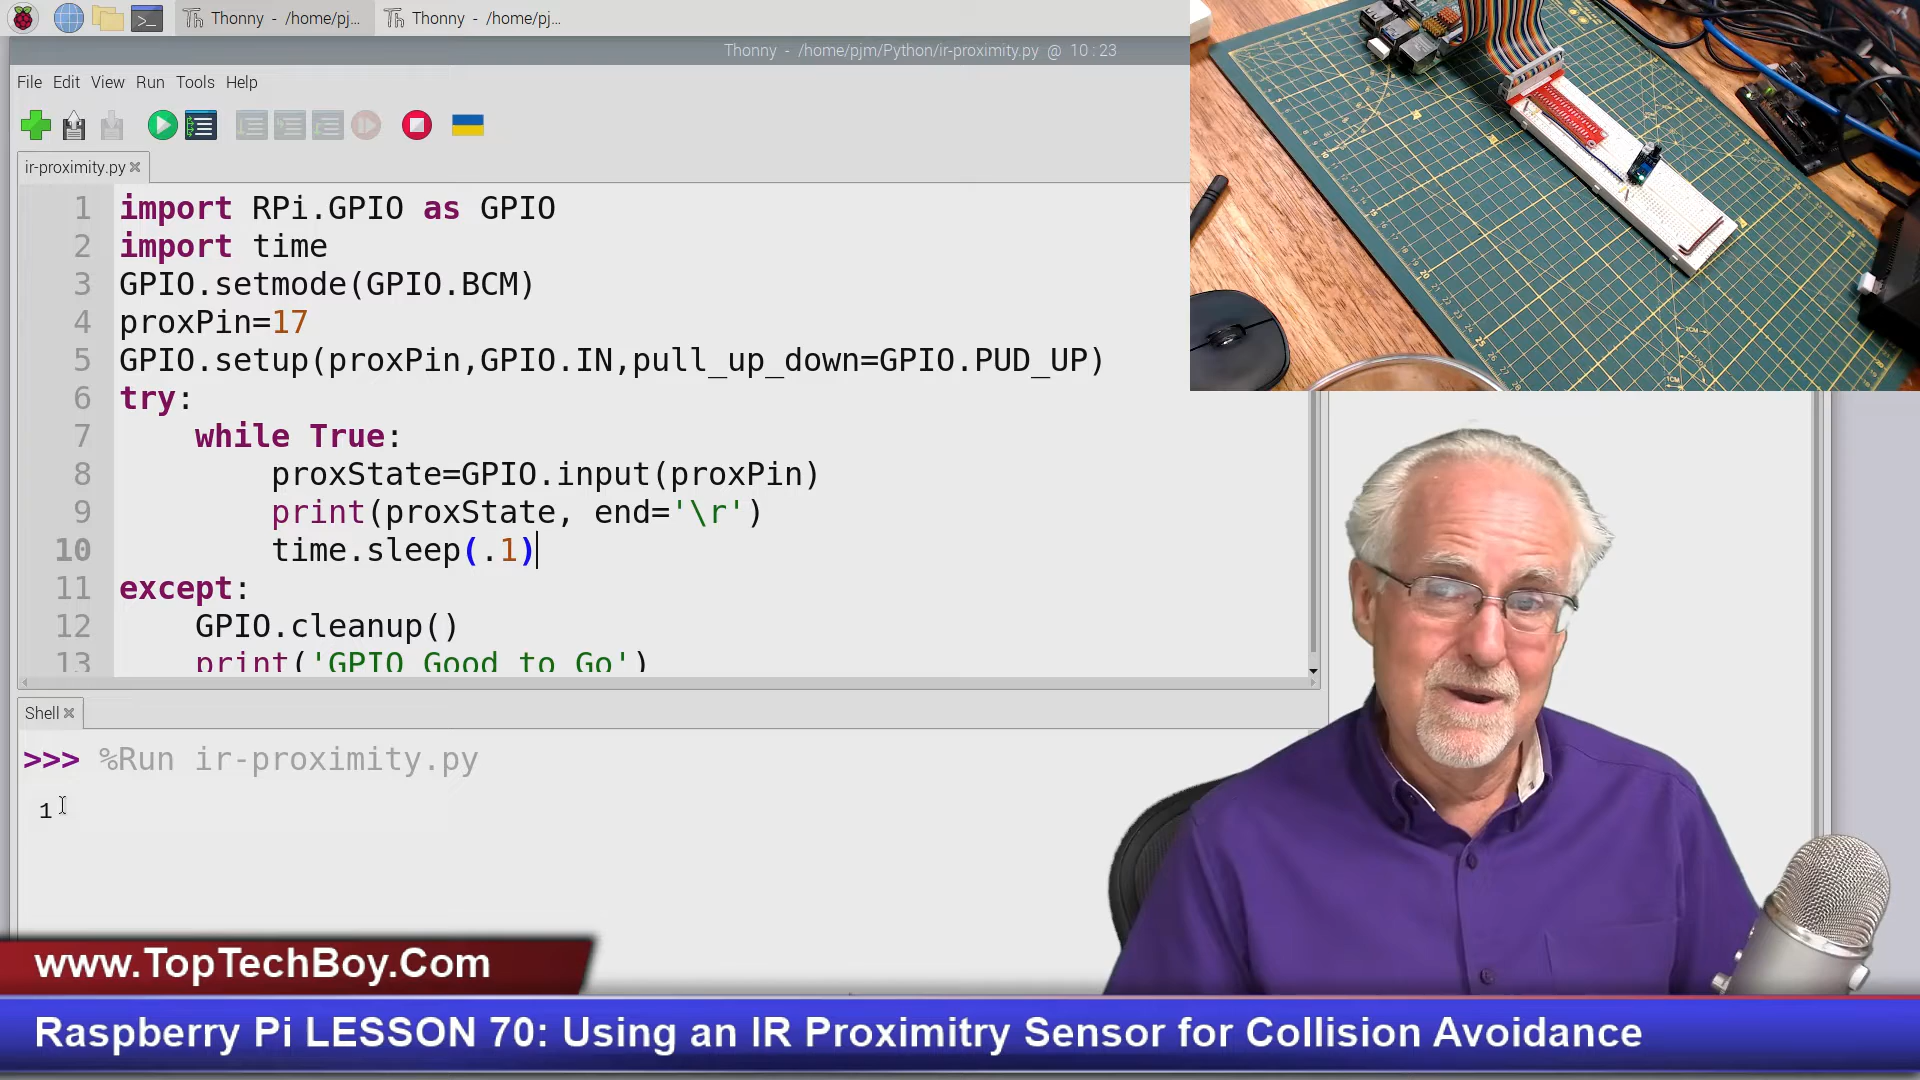 Thonny - /home/pj...
Thonny - /home/pj...
Thonny - /home/pjm/Python/ir-proximity.py @ 10 : 23
File Edit View Run Tools Help
ir-proximity.py
1 import RPi.GPIO as GPIO
2 import time
3 GPIO.setmode(GPIO.BCM)
4 proxPin=17
5 GPIO.setup(proxPin,GPIO.IN,pull_up_down=GPIO.PUD_UP)
6 try:
7 while True:
8 proxState=GPIO.input(proxPin)
9 print(proxState, end='\r')
10 time.sleep(.1)
11 except:
12 GPIO.cleanup()
13 print('GPIO Good to Go')
Shell
>>> %Run ir-proximity.py
1
www.TopTechBoy.Com
Raspberry Pi LESSON 70: Using an IR Proximitry Sensor for Collision Avoidance